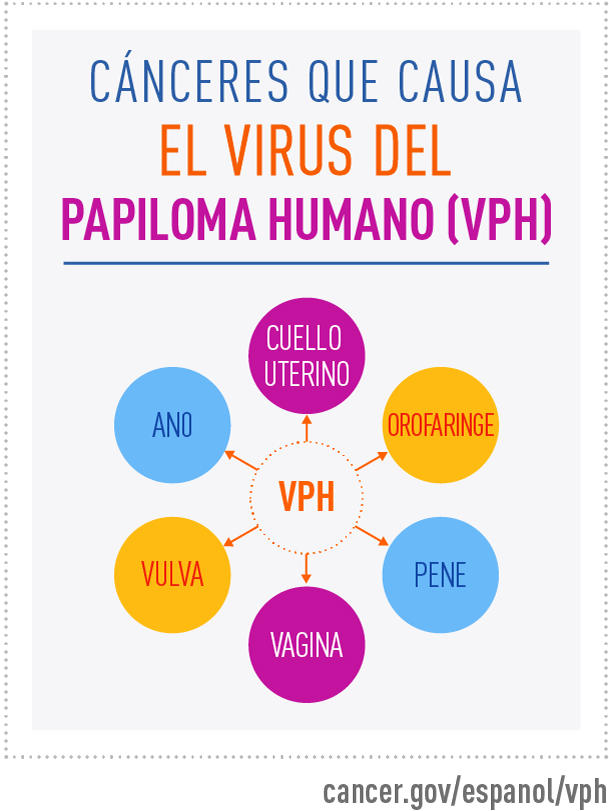 CÁNCERES QUE CAUSA
EL VIRUS DEL
PAPILOMA HUMANO (VPH)
CUELLO
UTERINO
ANO
OROFARINGE
VPH
VULVA
PENE
VAGINA
cancer.gov/espanol/vph